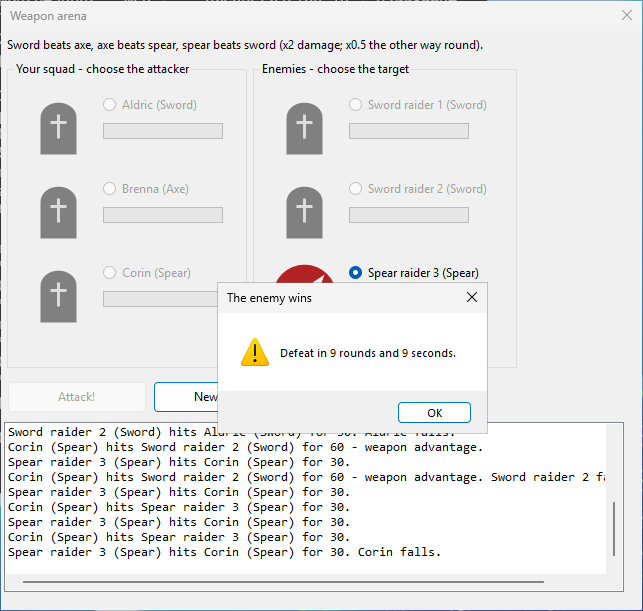 Weapon arena
Sword beats axe, axe beats spear, spear beats sword (x2 damage; x0.5 the other way round).
Your squad - choose the attacker
Enemies - choose the target
Aldric (Sword)
Sword raider 1 (Sword)
Brenna (Axe)
Sword raider 2 (Sword)
Corin (Spear)
Spear raider 3 (Spear)
The enemy wins
Defeat in 9 rounds and 9 seconds.
OK
Attack!
New
Sword raider 2 (Sword) hits Aldric (Sword) for 30. Aldric falls.
Corin (Spear) hits Sword raider 2 (Sword) for 60 - weapon advantage.
Spear raider 3 (Spear) hits Corin (Spear) for 30.
Corin (Spear) hits Sword raider 2 (Sword) for 60 - weapon advantage. Sword raider 2 fa
Spear raider 3 (Spear) hits Corin (Spear) for 30.
Corin (Spear) hits Spear raider 3 (Spear) for 30.
Spear raider 3 (Spear) hits Corin (Spear) for 30.
Corin (Spear) hits Spear raider 3 (Spear) for 30.
Spear raider 3 (Spear) hits Corin (Spear) for 30. Corin falls.